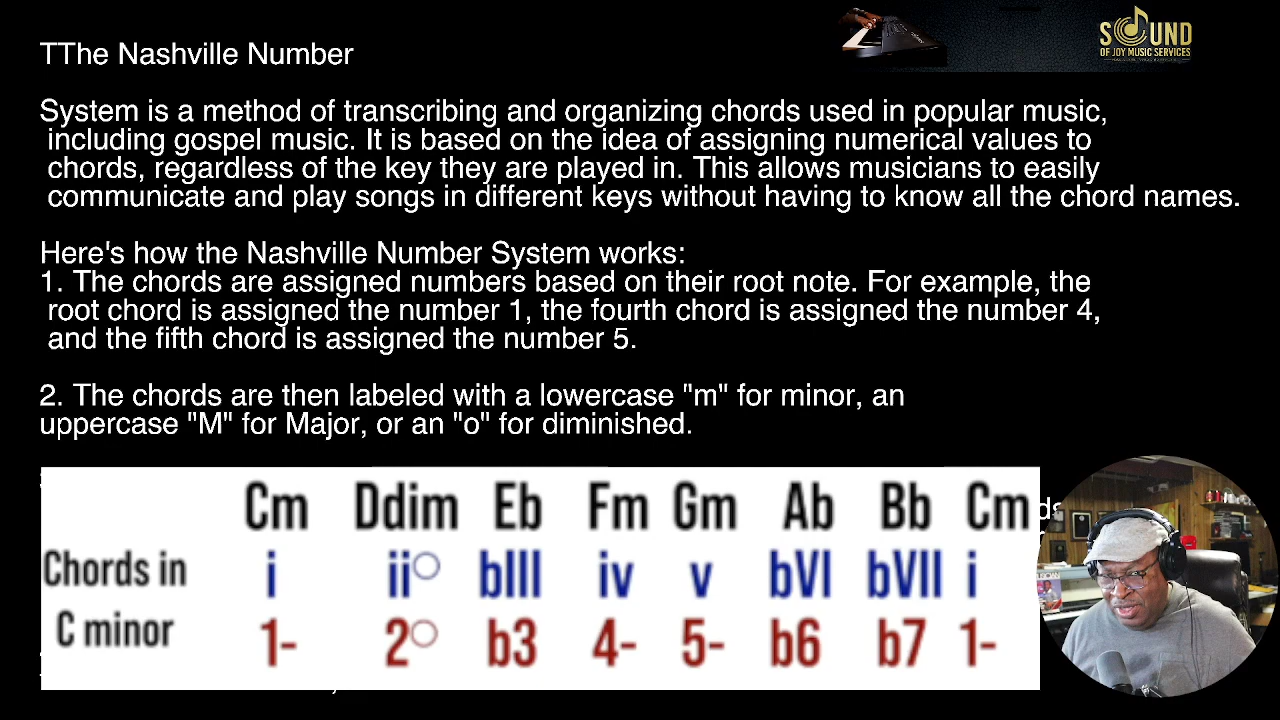 SOUND
OF JOY MUSIC SERVICES
TThe Nashville Number
System is a method of transcribing and organizing chords used in popular music,
including gospel music. It is based on the idea of assigning numerical values to
chords, regardless of the key they are played in. This allows musicians to easily
communicate and play songs in different keys without having to know all the chord names.
Here's how the Nashville Number System works:
1. The chords are assigned numbers based on their root note. For example, the
root chord is assigned the number 1, the fourth chord is assigned the number 4,
and the fifth chord is assigned the number 5.
2. The chords are then labeled with a lowercase "m" for minor, an
uppercase "M" for Major, or an "o" for diminished.
Cm Ddim Eb Fm Gm Ab Bb Cm
Chords in i ii○ bIII iv v bVI bVII i
C minor 1- 2○ b3 4- 5- b6 b7 1-